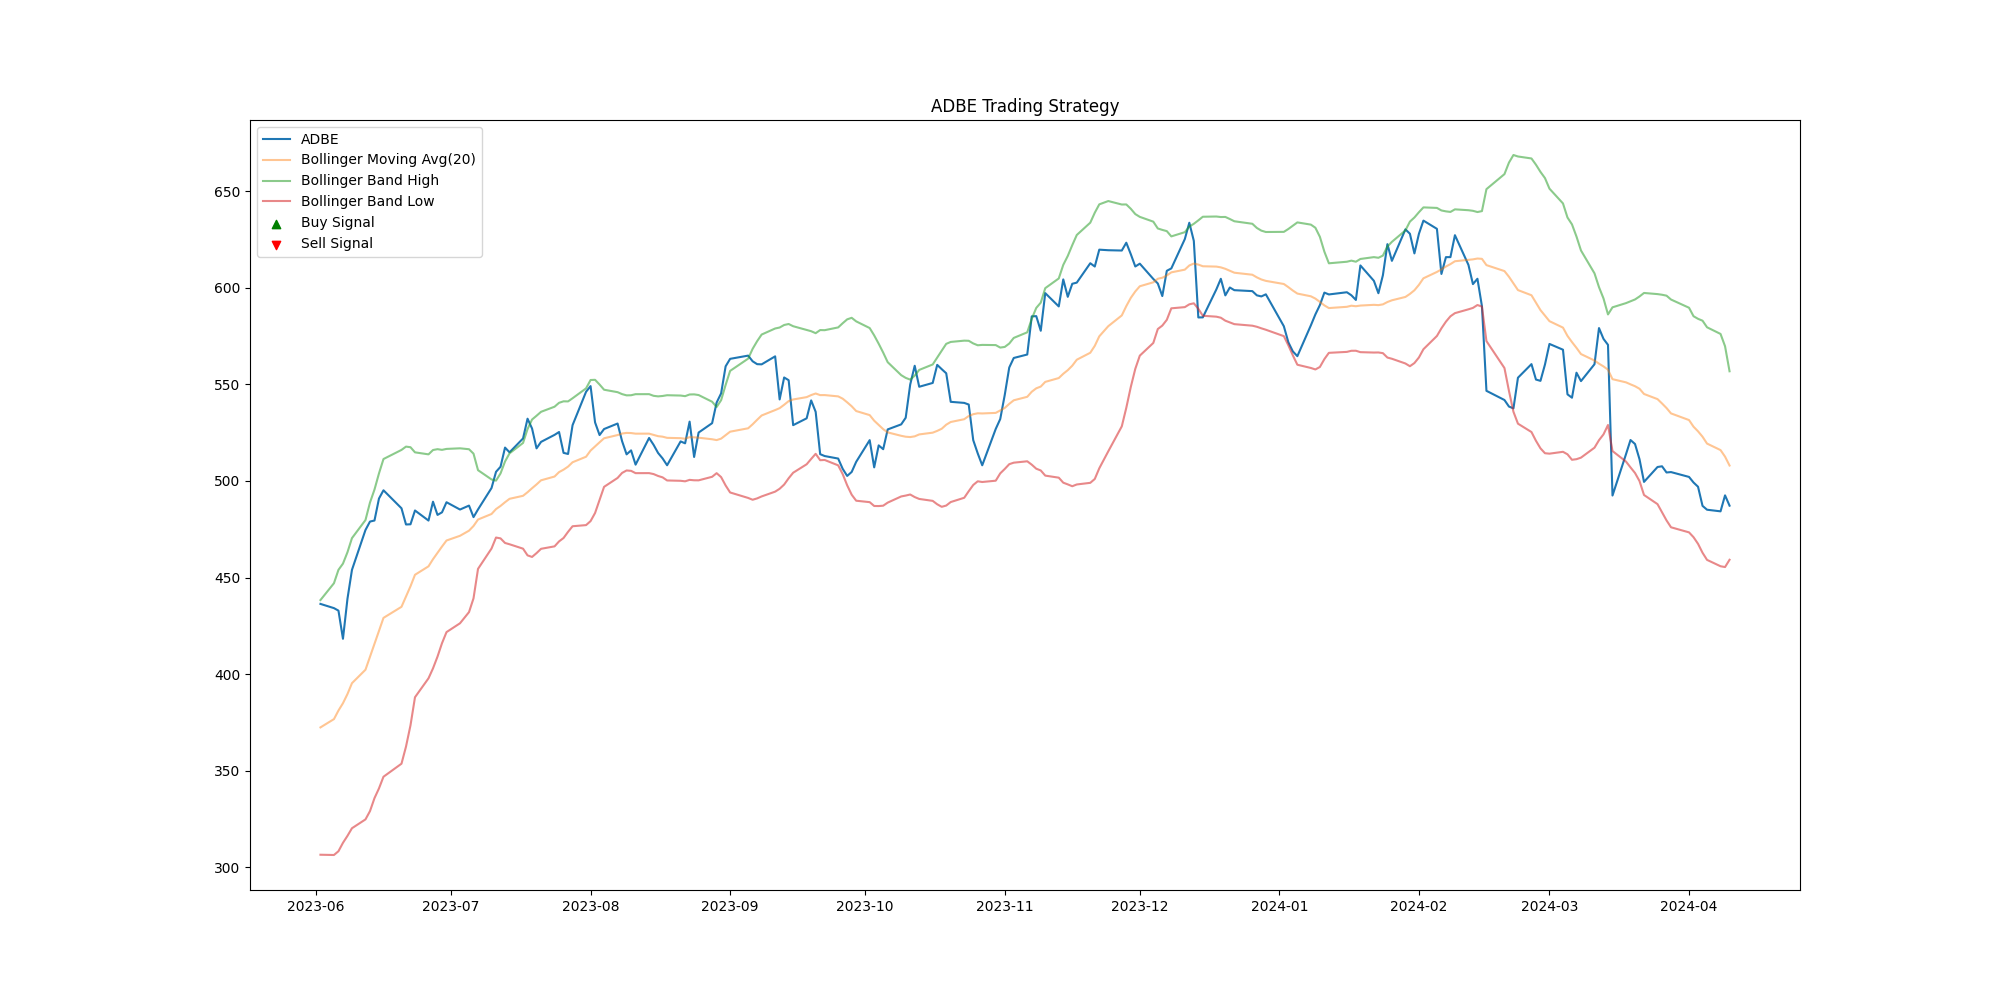 ADBE Trading Strategy
ADBE
Bollinger Moving Avg(20)
Bollinger Band High
Bollinger Band Low
Buy Signal
Sell Signal
650
600
550
500
450
400
350
300
2023-06 2023-07 2023-08 2023-09 2023-10 2023-11 2023-12 2024-01 2024-02 2024-03 2024-04